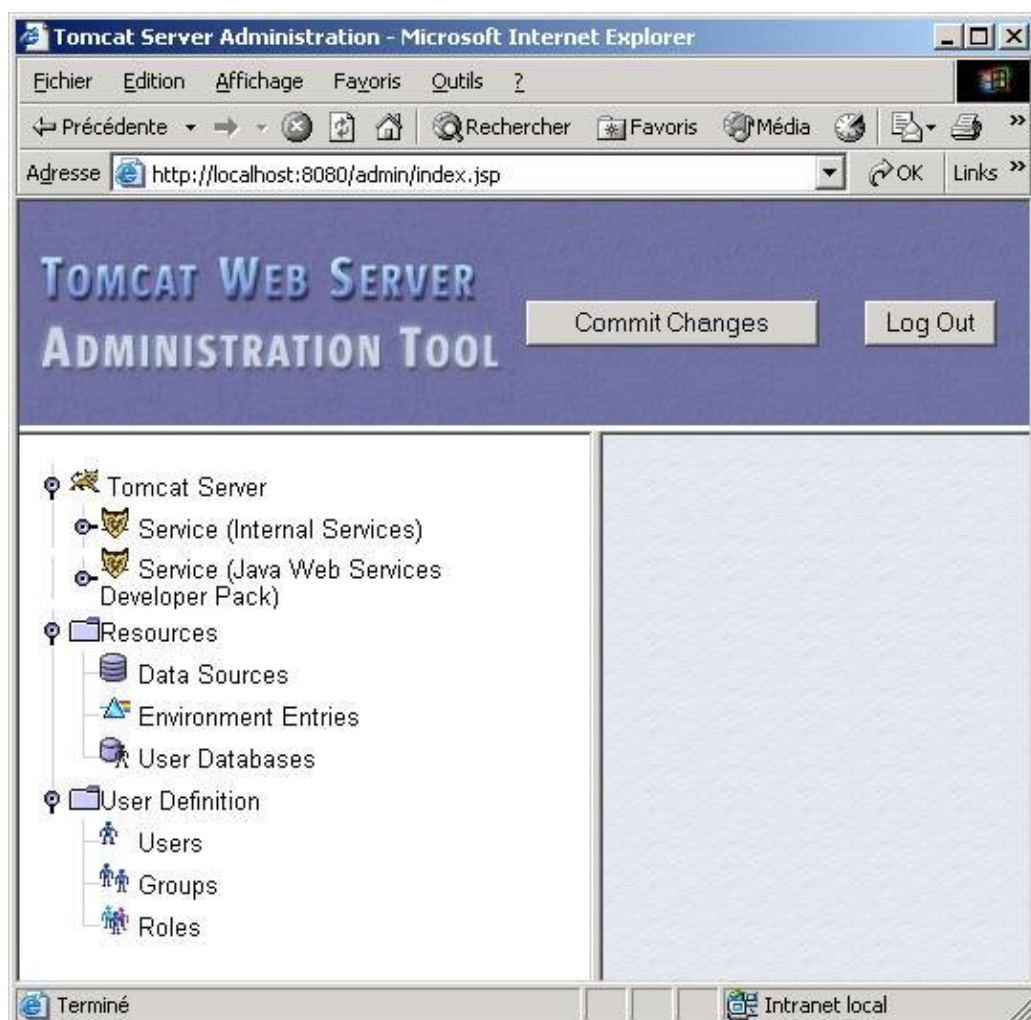 Tomcat Server Administration - Microsoft Internet Explorer
Fichier Edition Affichage Favoris Outils ?
Précédente Rechercher Favoris Média »
Adresse http://localhost:8080/admin/index.jsp OK Links »
TOMCAT WEB SERVER
ADMINISTRATION TOOL
Commit Changes Log Out
Tomcat Server
Service (Internal Services)
Service (Java Web Services
Developer Pack)
Resources
Data Sources
Environment Entries
User Databases
User Definition
Users
Groups
Roles
Terminé Intranet local